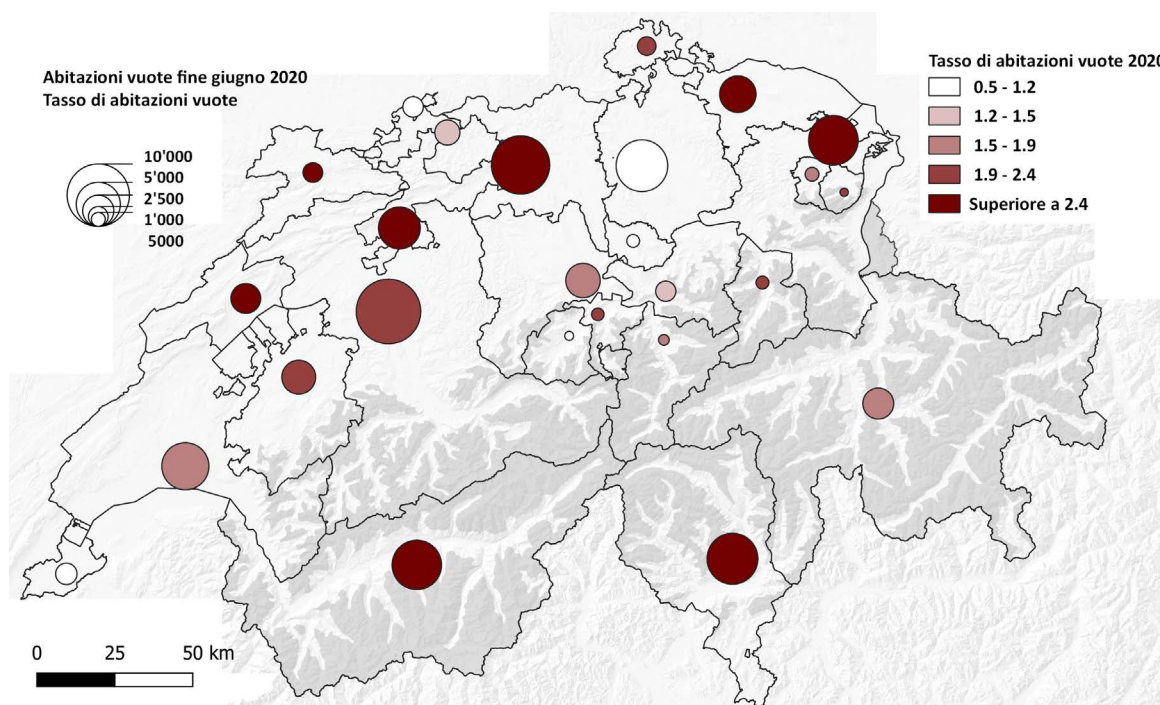 Abitazioni vuote fine giugno 2020
Tasso di abitazioni vuote
10'000
5'000
2'500
1'000
5000
Tasso di abitazioni vuote 2020
0.5 - 1.2
1.2 - 1.5
1.5 - 1.9
1.9 - 2.4
Superiore a 2.4
0 25 50 km